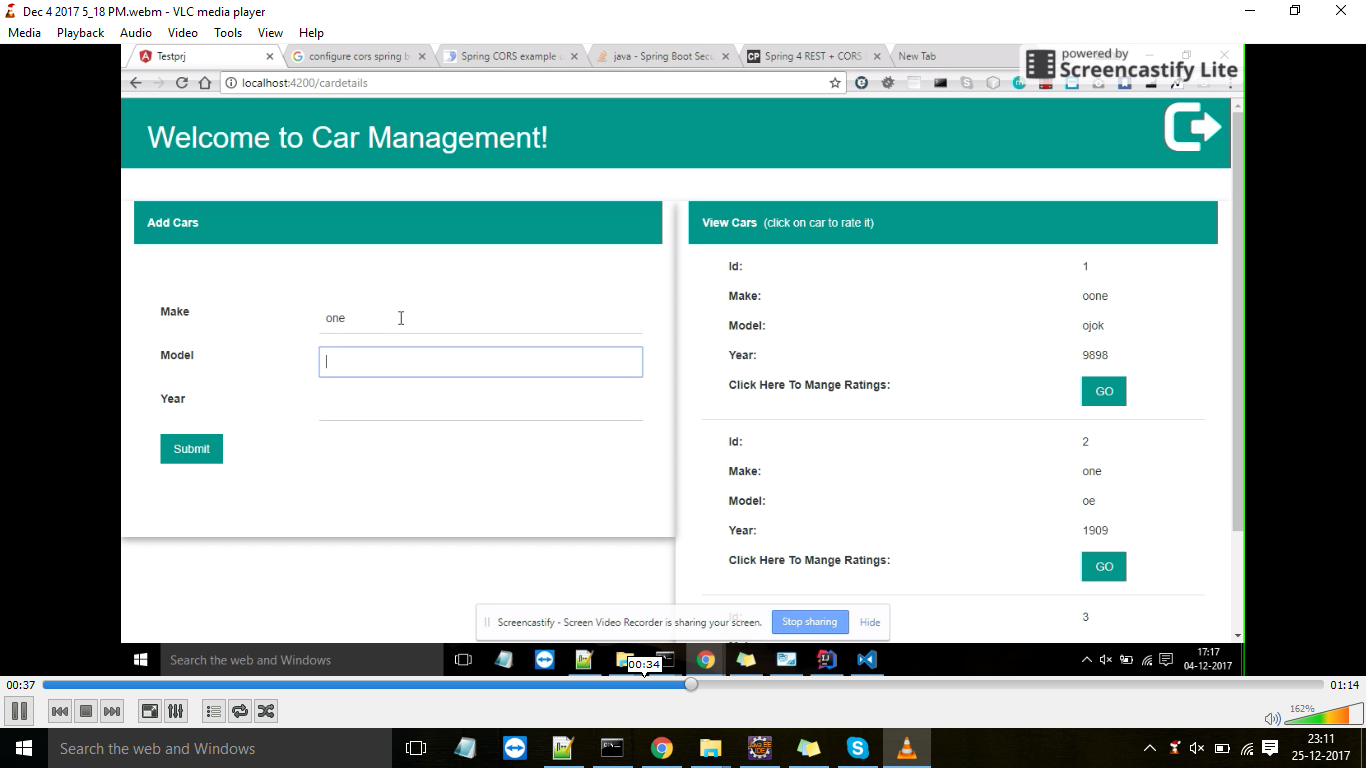 Dec 4 2017 5_18 PM.webm - VLC media player
Media Playback Audio Video Tools View Help
Testprj
configure cors spring b
Spring CORS example
java - Spring Boot Secu
Spring 4 REST + CORS
New Tab
powered by
Screencastify Lite
localhost:4200/cardetails
Welcome to Car Management!
Add Cars
Make
one
Model
Year
Submit
View Cars (click on car to rate it)
Id: 1
Make: oone
Model: ojok
Year: 9898
Click Here To Mange Ratings: GO
Id: 2
Make: one
Model: oe
Year: 1909
Click Here To Mange Ratings: GO
Id: 3
Screencastify - Screen Video Recorder is sharing your screen. Stop sharing Hide
Search the web and Windows
17:17
04-12-2017
00:34
00:37
01:14
162%
Search the web and Windows
23:11
25-12-2017